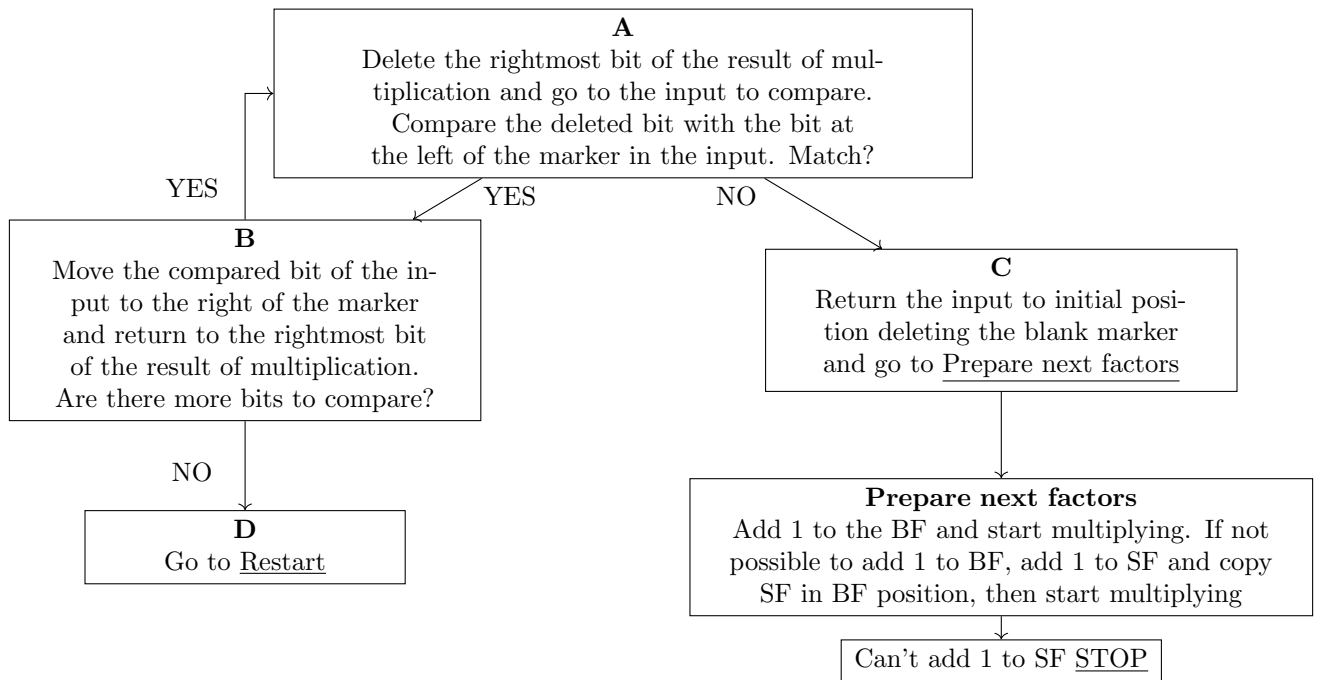 A
Delete the rightmost bit of the result of mul-
tiplication and go to the input to compare.
Compare the deleted bit with the bit at
the left of the marker in the input. Match?
YES
YES
NO
B
Move the compared bit of the in-
put to the right of the marker
and return to the rightmost bit
of the result of multiplication.
Are there more bits to compare?
C
Return the input to initial posi-
tion deleting the blank marker
and go to Prepare next factors
NO
D
Go to Restart
Prepare next factors
Add 1 to the BF and start multiplying. If not
possible to add 1 to BF, add 1 to SF and copy
SF in BF position, then start multiplying
Can't add 1 to SF STOP